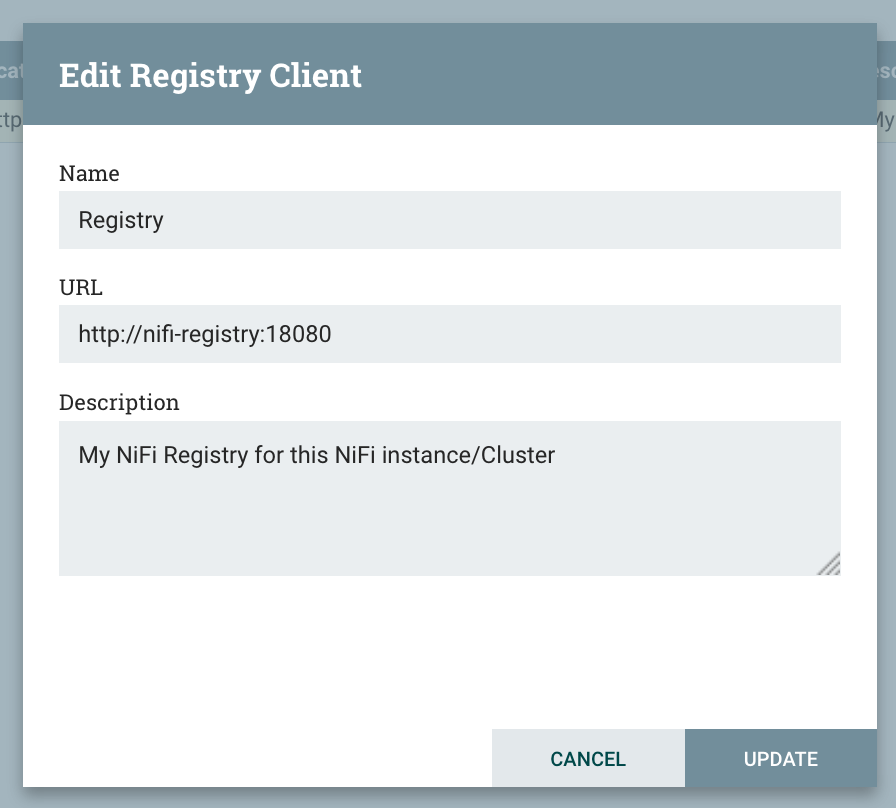 Edit Registry Client
Name
Registry
URL
http://nifi-registry:18080
Description
My NiFi Registry for this NiFi instance/Cluster
CANCEL
UPDATE